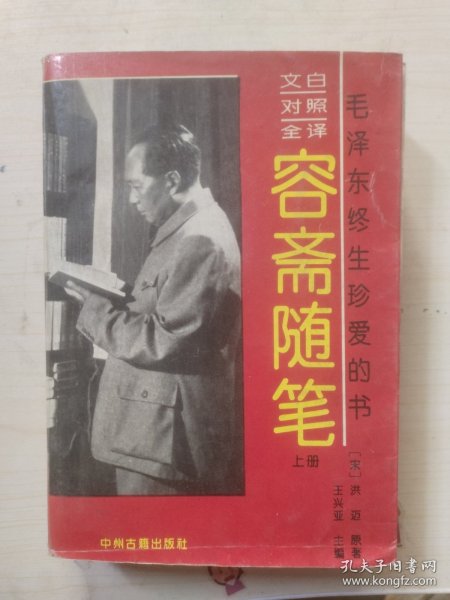 文白
对照
全译
容斋随笔
上册
毛泽东终生珍爱的书
[宋] 洪迈 原著
王兴亚 主编
中州古籍出版社
孔夫子旧书网
www.kongfz.com